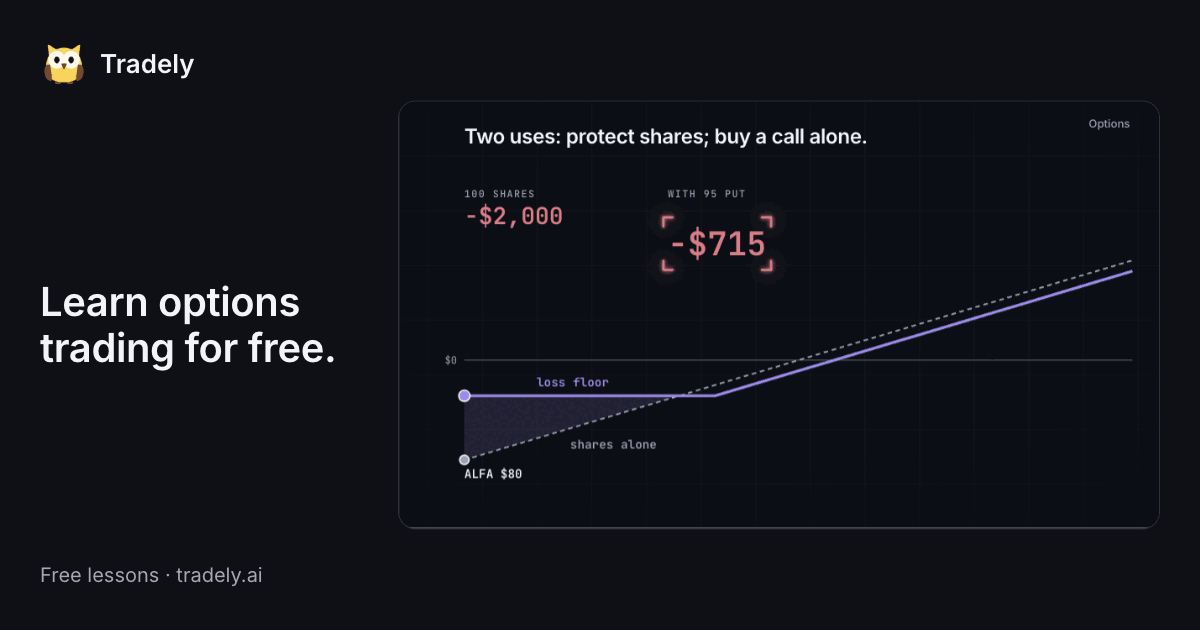 Tradely
Learn options
trading for free.
Free lessons · tradely.ai
Two uses: protect shares; buy a call alone.
Options
100 SHARES
-$2,000
WITH 95 PUT
-$715
$0
loss floor
shares alone
ALFA $80